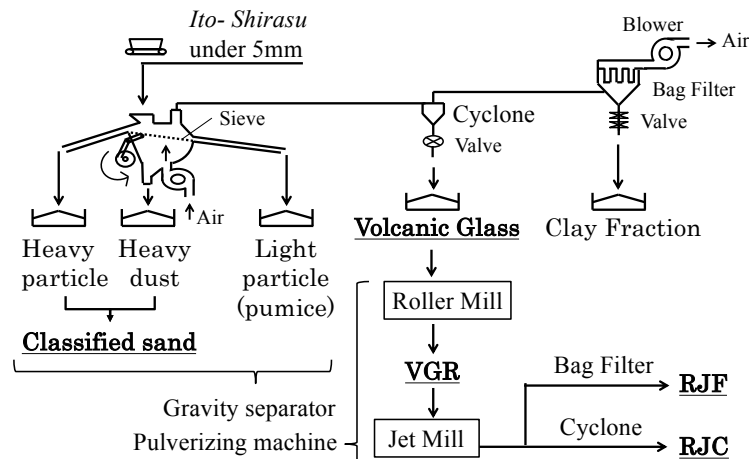 Ito- Shirasu
under 5mm
Blower
Air
Bag Filter
Valve
Sieve
Cyclone
Valve
Air
Heavy
particle
Heavy
dust
Light
particle
(pumice)
Volcanic Glass
Clay Fraction
Classified sand
Roller Mill
VGR
Gravity separator
Pulverizing machine
Jet Mill
Bag Filter
RJF
Cyclone
RJC